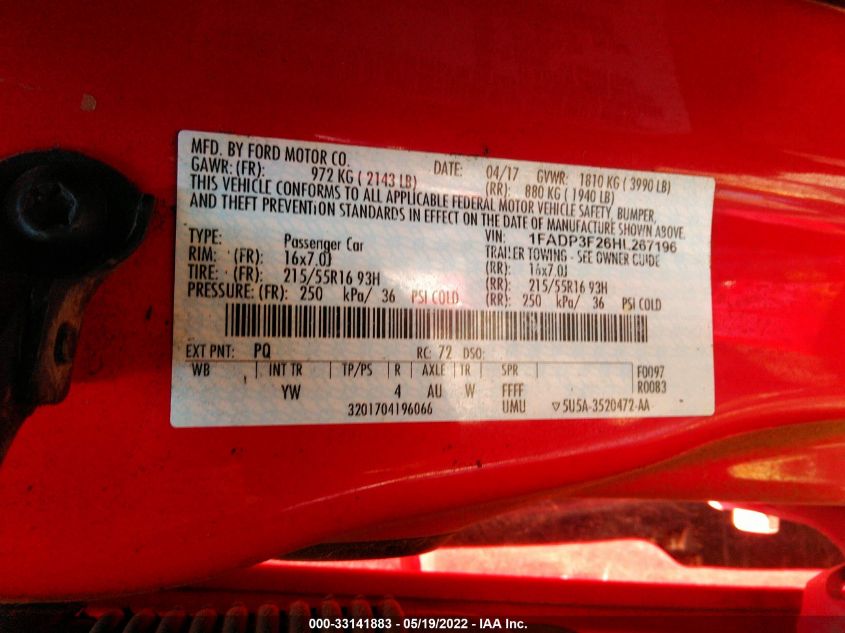 MFD. BY FORD MOTOR CO. DATE: 04/17 GVWR: 1810 KG ( 3990 LB)
GAWR: (FR): 972 KG ( 2143 LB) (RR): 880 KG ( 1940 LB)
THIS VEHICLE CONFORMS TO ALL APPLICABLE FEDERAL MOTOR VEHICLE SAFETY, BUMPER,
AND THEFT PREVENTION STANDARDS IN EFFECT ON THE DATE OF MANUFACTURE SHOWN ABOVE.
VIN: 1FADP3F26HL267196
TYPE: Passenger Car TRAILER TOWING - SEE OWNER GUIDE
RIM: (FR): 16x7.0J (RR): 16x7.0J
TIRE: (FR): 215/55R16 93H (RR): 215/55R16 93H
PRESSURE: (FR): 250 kPa/ 36 PSI COLD (RR): 250 kPa/ 36 PSI COLD
EXT PNT: PQ RC: 72 DSO:
WB INT TR TP/PS R AXLE TR SPR F0097
YW 4 AU W FFFF R0083
3201704196066 UMU ▽5U5A-3520472-AA
000-33141883 - 05/19/2022 - IAA Inc.